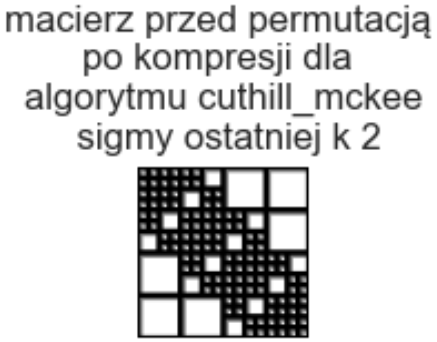 macierz przed permutacją
po kompresji dla
algorytmu cuthill_mckee
sigmy ostatniej k 2